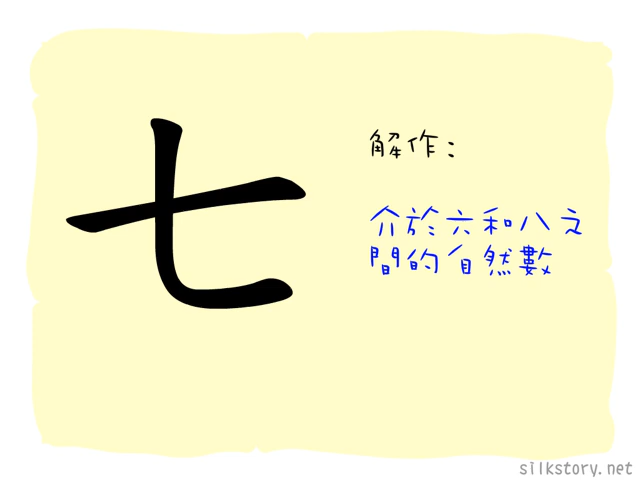 七
解作：
介於六和八之
間的自然數
silkstory.net